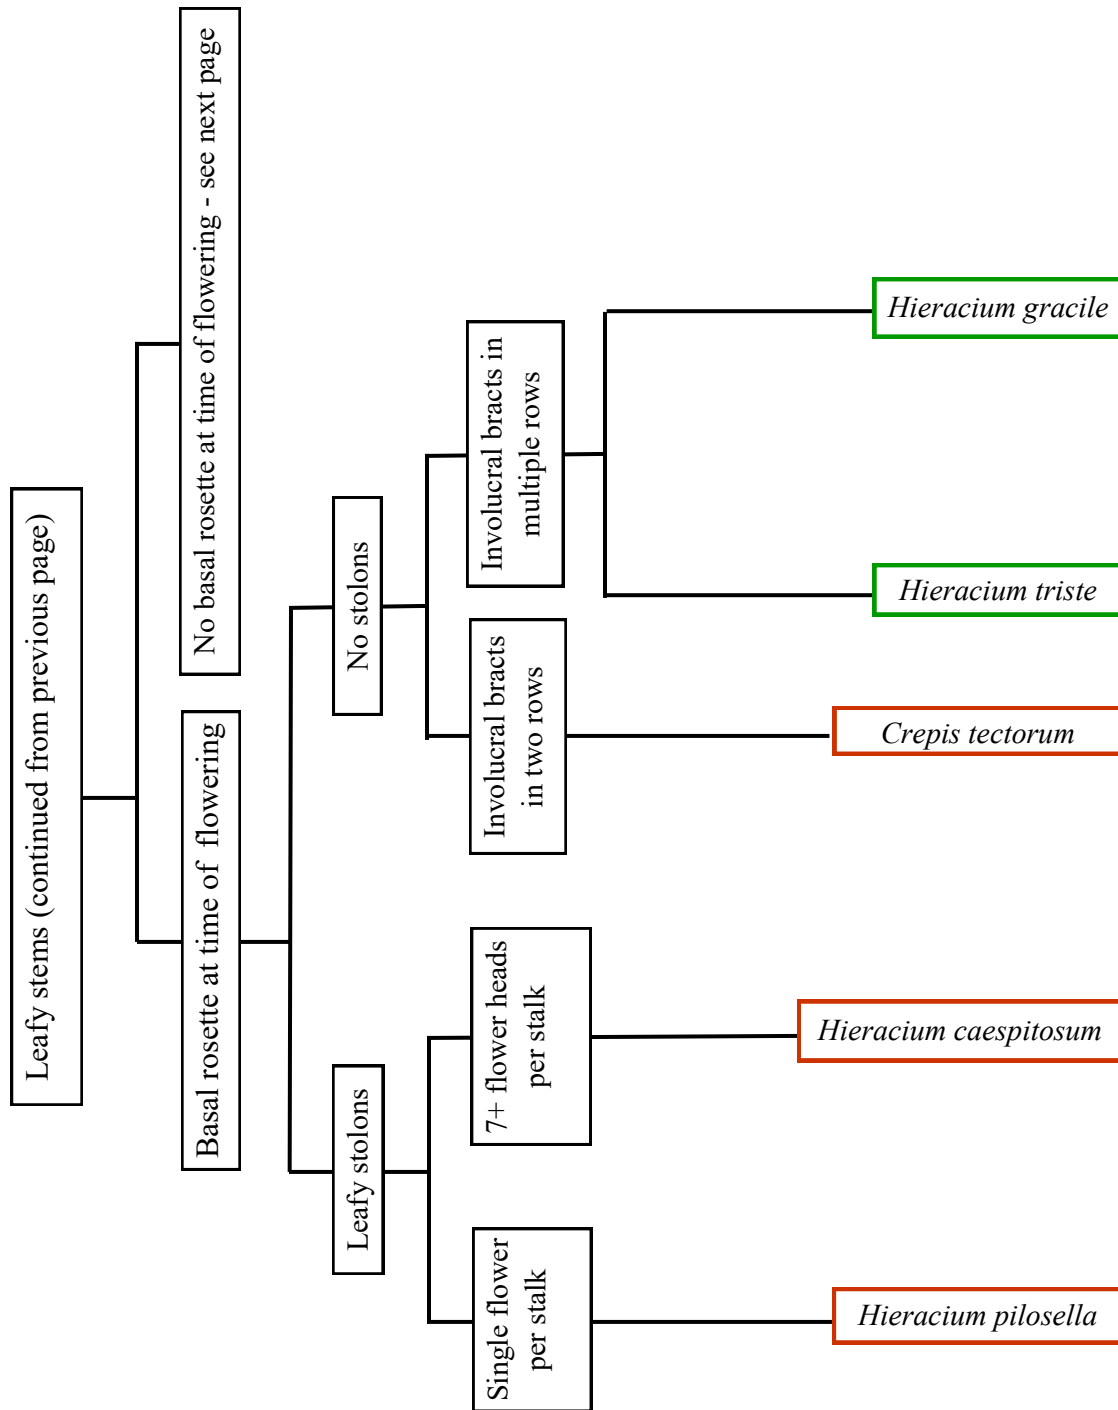 Leafy stems (continued from previous page)
Basal rosette at time of flowering
No basal rosette at time of flowering - see next page
Leafy stolons
No stolons
Single flower
per stalk
7+ flower heads
per stalk
Involucral bracts
in two rows
Involucral bracts in
multiple rows
Hieracium pilosella
Hieracium caespitosum
Crepis tectorum
Hieracium triste
Hieracium gracile